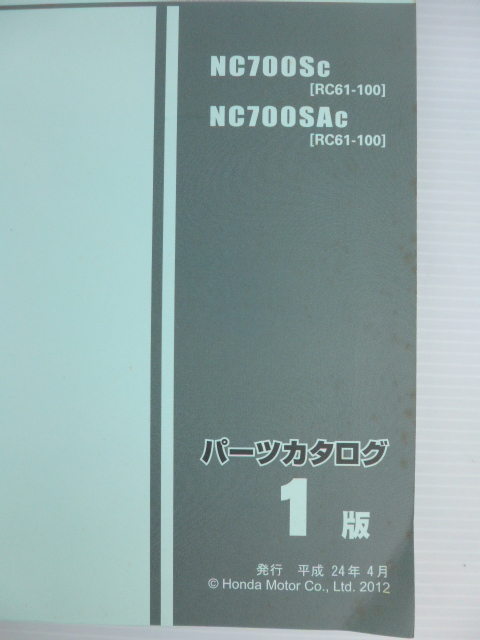 NC700Sc
[RC61-100]
NC700SAc
[RC61-100]
パーツカタログ
1版
発行 平成 24年 4月
© Honda Motor Co., Ltd. 2012